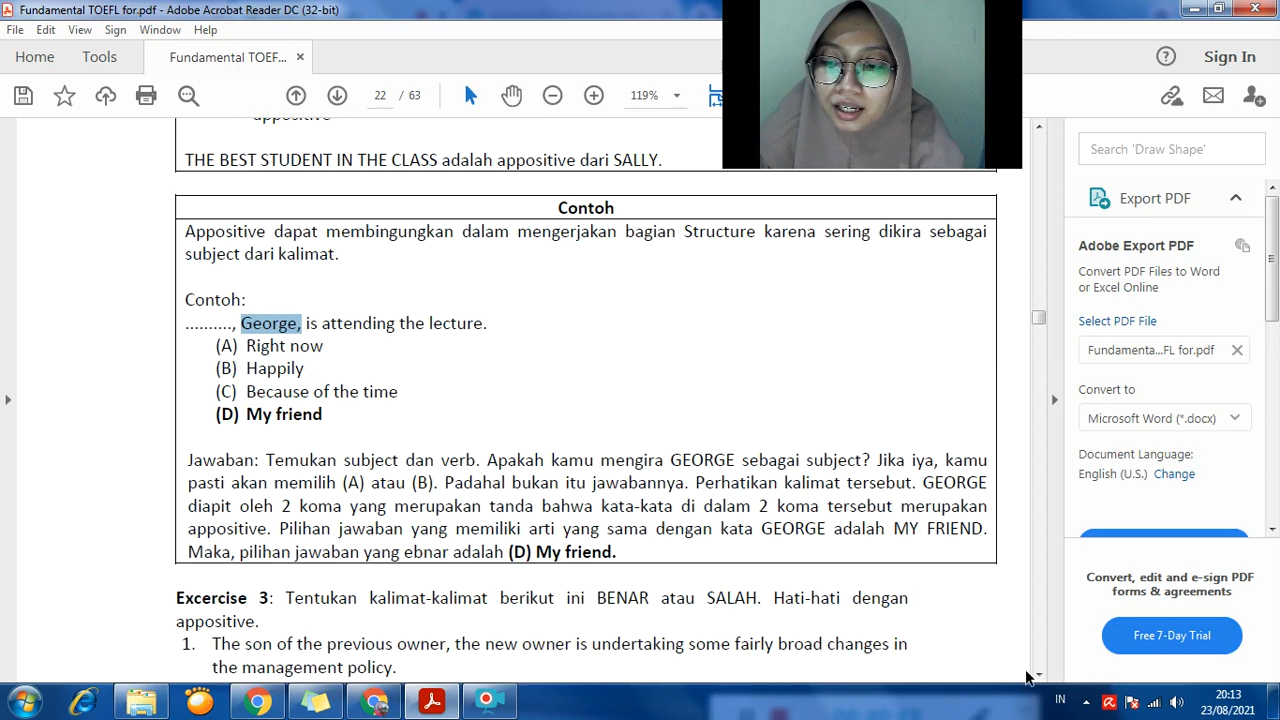 Fundamental TOEFL for.pdf - Adobe Acrobat Reader DC (32-bit)
File Edit View Sign Window Help
Home Tools Fundamental TOEF... × Sign In
22 / 63 119%
appositive
THE BEST STUDENT IN THE CLASS adalah appositive dari SALLY.
Contoh
Appositive dapat membingungkan dalam mengerjakan bagian Structure karena sering dikira sebagai
subject dari kalimat.
Contoh:
.........., George, is attending the lecture.
(A) Right now
(B) Happily
(C) Because of the time
(D) My friend
Jawaban: Temukan subject dan verb. Apakah kamu mengira GEORGE sebagai subject? Jika iya, kamu
pasti akan memilih (A) atau (B). Padahal bukan itu jawabannya. Perhatikan kalimat tersebut. GEORGE
diapit oleh 2 koma yang merupakan tanda bahwa kata-kata di dalam 2 koma tersebut merupakan
appositive. Pilihan jawaban yang memiliki arti yang sama dengan kata GEORGE adalah MY FRIEND.
Maka, pilihan jawaban yang ebnar adalah (D) My friend.
Excercise 3: Tentukan kalimat-kalimat berikut ini BENAR atau SALAH. Hati-hati dengan
appositive.
1. The son of the previous owner, the new owner is undertaking some fairly broad changes in
the management policy.
Search 'Draw Shape'
Export PDF
Adobe Export PDF
Convert PDF Files to Word
or Excel Online
Select PDF File
Fundamenta...FL for.pdf
Convert to
Microsoft Word (*.docx)
Document Language:
English (U.S.) Change
Convert, edit and e-sign PDF
forms & agreements
Free 7-Day Trial
IN
20:13
23/08/2021